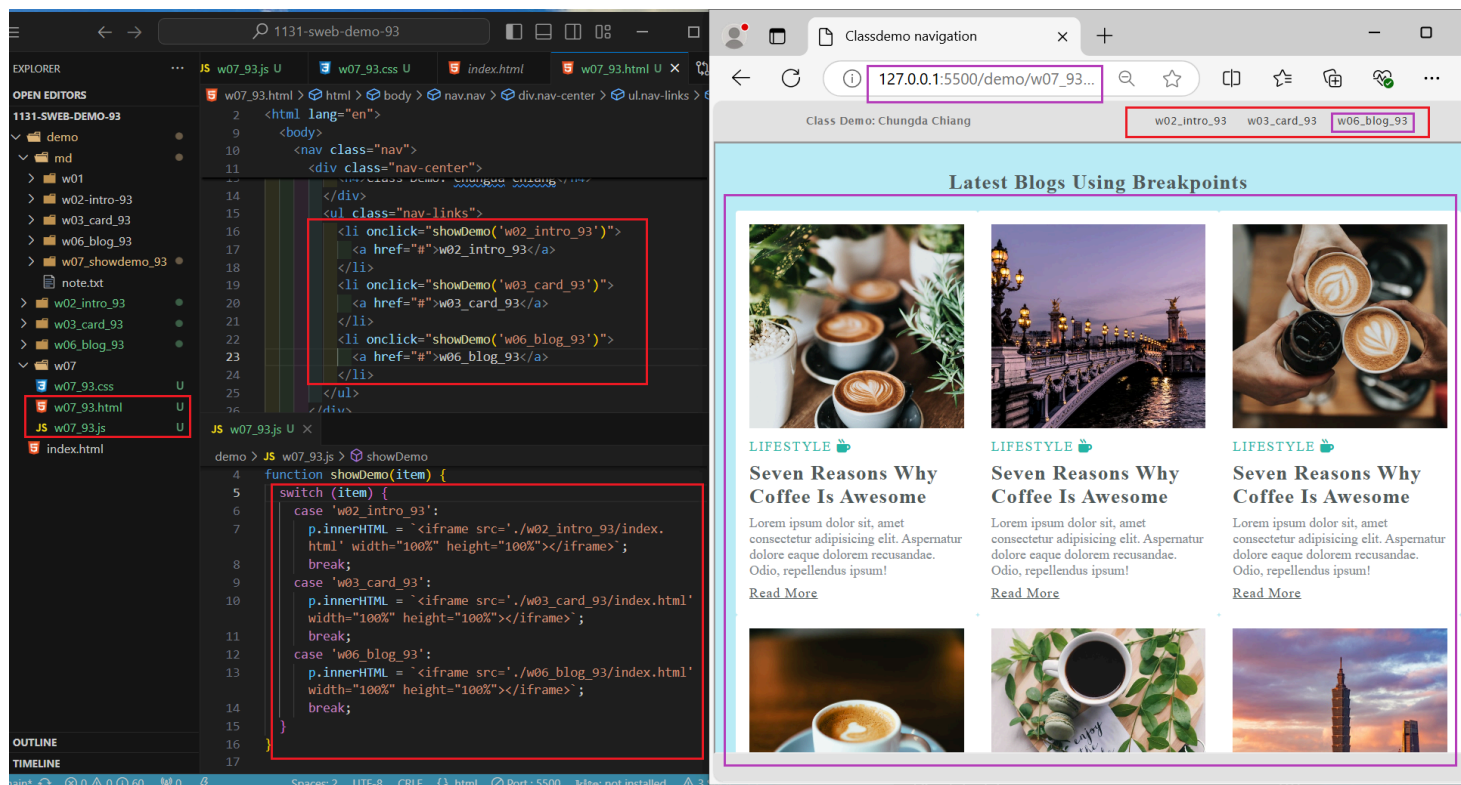 1131-sweb-demo-93
EXPLORER
OPEN EDITORS
1131-SWEB-DEMO-93
demo
md
w01
w02-intro-93
w03_card_93
w06_blog_93
w07_showdemo_93
note.txt
w02_intro_93
w03_card_93
w06_blog_93
w07
w07_93.css U
w07_93.html U
JS w07_93.js U
index.html
OUTLINE
TIMELINE
JS w07_93.js U
w07_93.css U
index.html
w07_93.html U
w07_93.html > html > body > nav.nav > div.nav-center > ul.nav-links >
2 <html lang="en">
9 <body>
10 <nav class="nav">
11 <div class="nav-center">
<h4>Class Demo: Chungda Chiang</h4>
14 </div>
15 <ul class="nav-links">
16 <li onclick="showDemo('w02_intro_93')">
17 <a href="#">w02_intro_93</a>
18 </li>
19 <li onclick="showDemo('w03_card_93')">
20 <a href="#">w03_card_93</a>
21 </li>
22 <li onclick="showDemo('w06_blog_93')">
23 <a href="#">w06_blog_93</a>
24 </li>
25 </ul>
26 </div>
JS w07_93.js U
demo > JS w07_93.js > showDemo
4 function showDemo(item) {
5 switch (item) {
6 case 'w02_intro_93':
7 p.innerHTML = `<iframe src='./w02_intro_93/index.
html' width="100%" height="100%"></iframe>`;
8 break;
9 case 'w03_card_93':
10 p.innerHTML = `<iframe src='./w03_card_93/index.html'
width="100%" height="100%"></iframe>`;
11 break;
12 case 'w06_blog_93':
13 p.innerHTML = `<iframe src='./w06_blog_93/index.html'
width="100%" height="100%"></iframe>`;
14 break;
15 }
16 }
17
Spaces: 2 UTF-8 CRLF {} html Port : 5500
Classdemo navigation
127.0.0.1:5500/demo/w07_93...
Class Demo: Chungda Chiang
w02_intro_93 w03_card_93 w06_blog_93
Latest Blogs Using Breakpoints
LIFESTYLE
Seven Reasons Why
Coffee Is Awesome
Lorem ipsum dolor sit, amet
consectetur adipisicing elit. Aspernatur
dolore eaque dolorem recusandae.
Odio, repellendus ipsum!
Read More
LIFESTYLE
Seven Reasons Why
Coffee Is Awesome
Lorem ipsum dolor sit, amet
consectetur adipisicing elit. Aspernatur
dolore eaque dolorem recusandae.
Odio, repellendus ipsum!
Read More
LIFESTYLE
Seven Reasons Why
Coffee Is Awesome
Lorem ipsum dolor sit, amet
consectetur adipisicing elit. Aspernatur
dolore eaque dolorem recusandae.
Odio, repellendus ipsum!
Read More
enjoy